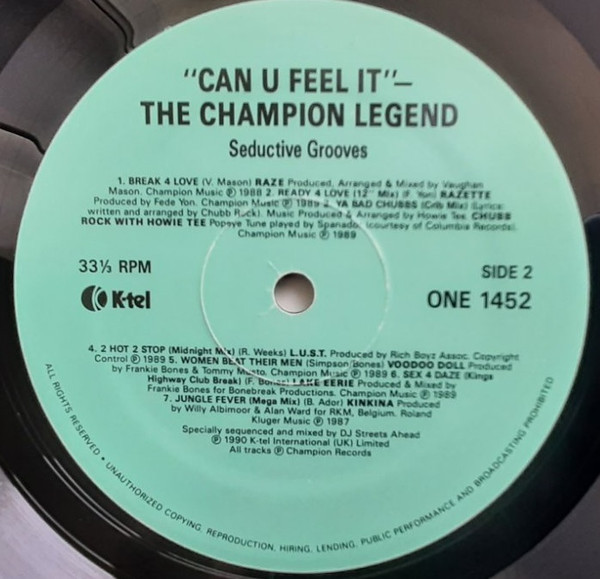 "CAN U FEEL IT"–
THE CHAMPION LEGEND
Seductive Grooves
1. BREAK 4 LOVE (V. Mason) RAZE Produced, Arranged & Mixed by Vaughan
Mason. Champion Music ℗ 1988 2. READY 4 LOVE (12" Mix) (F. Yon) RAZETTE
Produced by Fede Yon. Champion Music ℗ 1989 3. YA BAD CHUBBS (Crib Mix) (Lyrics:
written and arranged by Chubb Rock). Music Produced & Arranged by Howie Tee. CHUBB
ROCK WITH HOWIE TEE Popeye Tune played by Spanador (courtesy of Columbia Records).
Champion Music ℗ 1989
33⅓ RPM
SIDE 2
K-tel
ONE 1452
4. 2 HOT 2 STOP (Midnight Mix) (R. Weeks) L.U.S.T. Produced by Rich Boyz Assoc. Copyright
Control ℗ 1989 5. WOMEN BEAT THEIR MEN (Simpson/Bones) VOODOO DOLL Produced
by Frankie Bones & Tommy Musto. Champion Music ℗ 1989 6. SEX 4 DAZE (Kings
Highway Club Break) (F. Bones) LAKE EERIE Produced & Mixed by
Frankie Bones for Bonebreak Productions. Champion Music ℗ 1989
7. JUNGLE FEVER (Mega Mix) (B. Ador) KINKINA Produced
by Willy Albimoor & Alan Ward for RKM, Belgium. Roland
Kluger Music ℗ 1987
Specially sequenced and mixed by DJ Streets Ahead
℗ 1990 K-tel International (UK) Limited
All tracks ℗ Champion Records
ALL RIGHTS RESERVED • UNAUTHORIZED COPYING, REPRODUCTION, HIRING, LENDING, PUBLIC PERFORMANCE AND BROADCASTING PROHIBITED